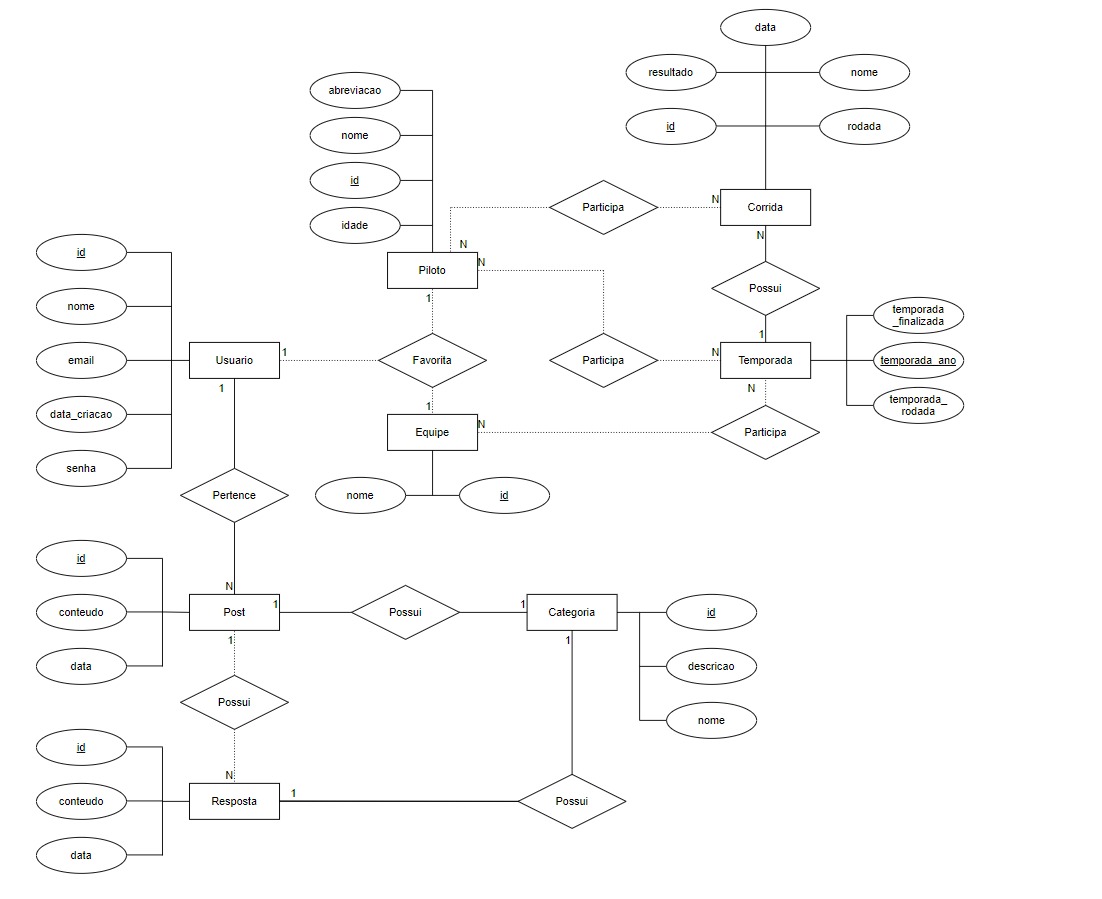 data
resultado
nome
abreviacao
id
rodada
nome
id
Participa
N
Corrida
idade
N
N
id
Piloto
N
Possui
1
nome
temporada
_finalizada
1
1
N
email
Usuario
Favorita
Participa
Temporada
temporada_ano
1
N
1
temporada_
rodada
data_criacao
N
Equipe
Participa
senha
Pertence
nome
id
id
N
1
1
conteudo
Post
Possui
Categoria
id
1
1
data
descricao
Possui
nome
id
N
1
conteudo
Resposta
Possui
data